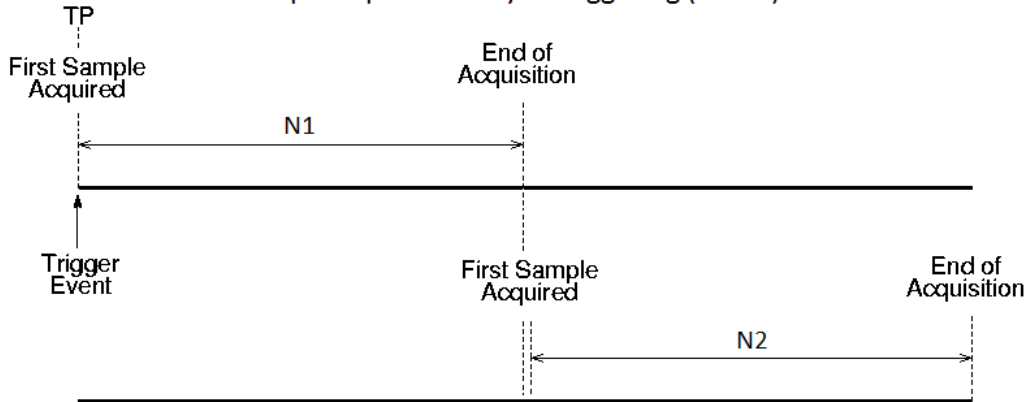 TP
First Sample
Acquired
End of
Acquisition
N1
Trigger
Event
First Sample
Acquired
End of
Acquisition
N2